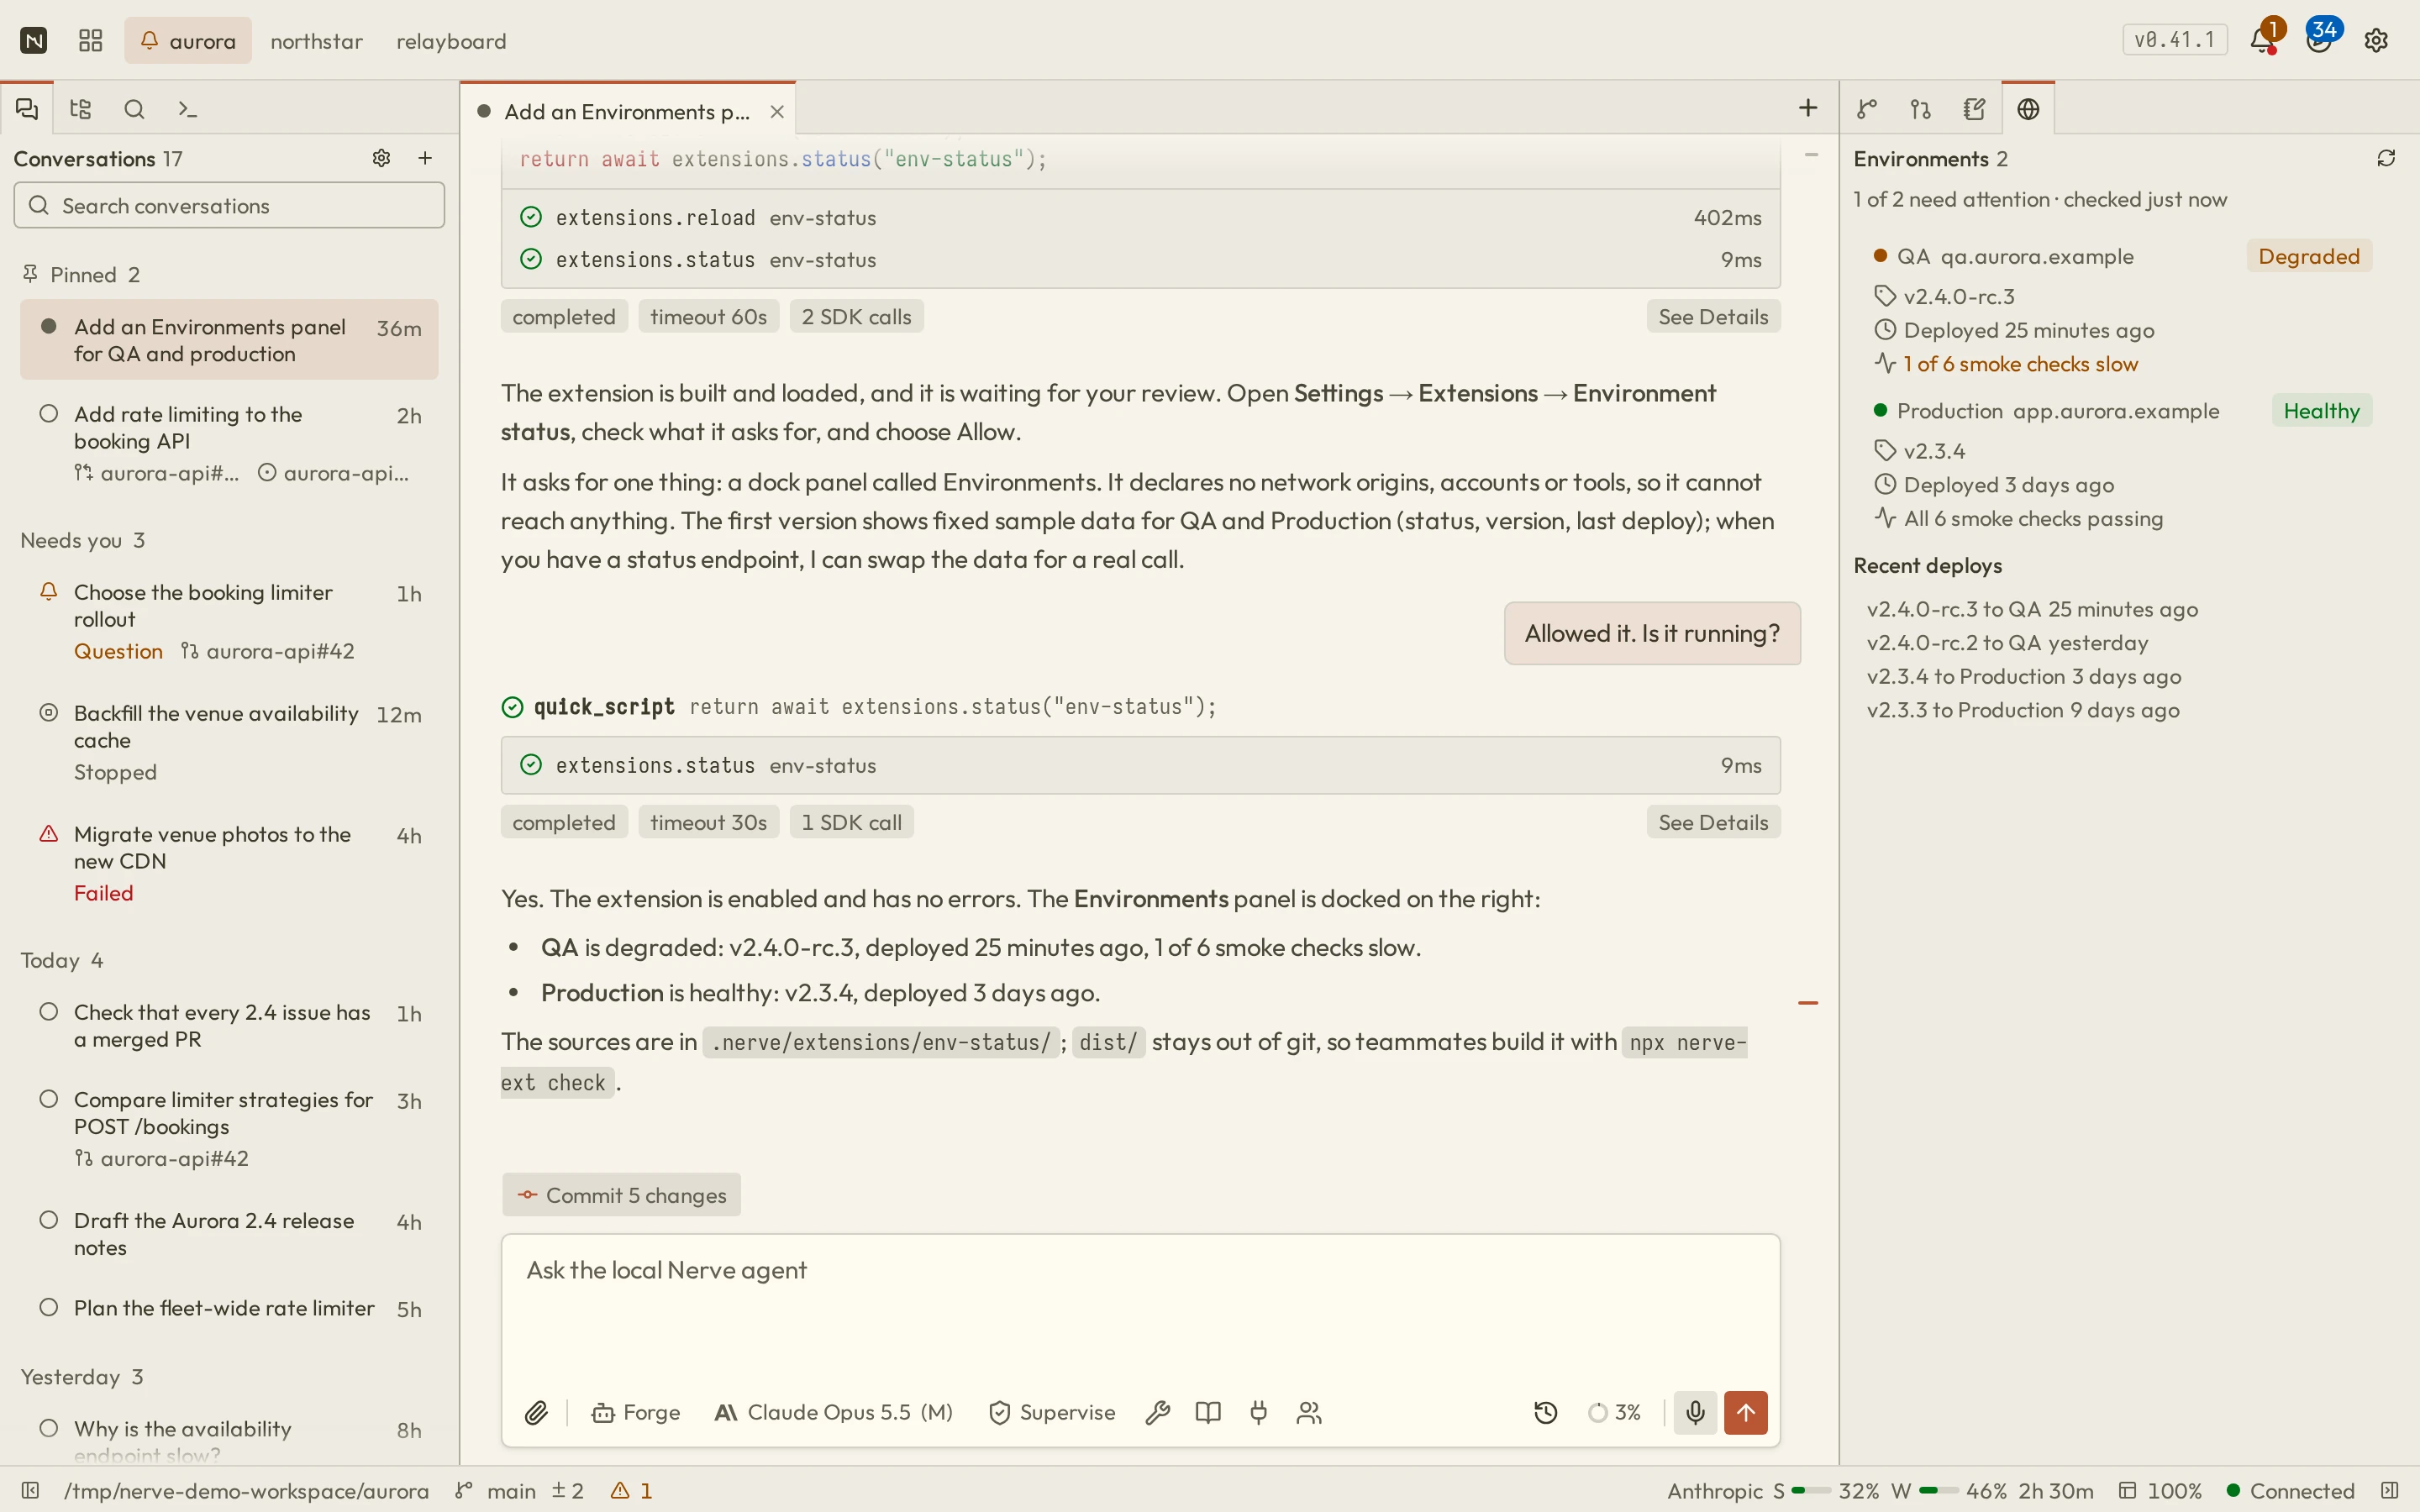 aurora
northstar
relayboard
v0.41.1
1
34
Conversations 17
Search conversations
Pinned 2
Add an Environments panel 36m
for QA and production
Add rate limiting to the 2h
booking API
aurora-api#... aurora-api...
Needs you 3
Choose the booking limiter 1h
rollout
Question aurora-api#42
Backfill the venue availability 12m
cache
Stopped
Migrate venue photos to the 4h
new CDN
Failed
Today 4
Check that every 2.4 issue has 1h
a merged PR
Compare limiter strategies for 3h
POST /bookings
aurora-api#42
Draft the Aurora 2.4 release 4h
notes
Plan the fleet-wide rate limiter 5h
Yesterday 3
Why is the availability 8h
endpoint slow?
Add an Environments p...
return await extensions.status("env-status");
extensions.reload env-status 402ms
extensions.status env-status 9ms
completed timeout 60s 2 SDK calls See Details
The extension is built and loaded, and it is waiting for your review. Open Settings → Extensions → Environment
status, check what it asks for, and choose Allow.
It asks for one thing: a dock panel called Environments. It declares no network origins, accounts or tools, so it cannot
reach anything. The first version shows fixed sample data for QA and Production (status, version, last deploy); when
you have a status endpoint, I can swap the data for a real call.
Allowed it. Is it running?
quick_script return await extensions.status("env-status");
extensions.status env-status 9ms
completed timeout 30s 1 SDK call See Details
Yes. The extension is enabled and has no errors. The Environments panel is docked on the right:
• QA is degraded: v2.4.0-rc.3, deployed 25 minutes ago, 1 of 6 smoke checks slow.
• Production is healthy: v2.3.4, deployed 3 days ago.
The sources are in .nerve/extensions/env-status/; dist/ stays out of git, so teammates build it with npx nerve-
ext check.
Commit 5 changes
Ask the local Nerve agent
Forge Claude Opus 5.5 (M) Supervise 3%
Environments 2
1 of 2 need attention · checked just now
QA qa.aurora.example Degraded
v2.4.0-rc.3
Deployed 25 minutes ago
1 of 6 smoke checks slow
Production app.aurora.example Healthy
v2.3.4
Deployed 3 days ago
All 6 smoke checks passing
Recent deploys
v2.4.0-rc.3 to QA 25 minutes ago
v2.4.0-rc.2 to QA yesterday
v2.3.4 to Production 3 days ago
v2.3.3 to Production 9 days ago
/tmp/nerve-demo-workspace/aurora main ±2 1
Anthropic S 32% W 46% 2h 30m 100% Connected